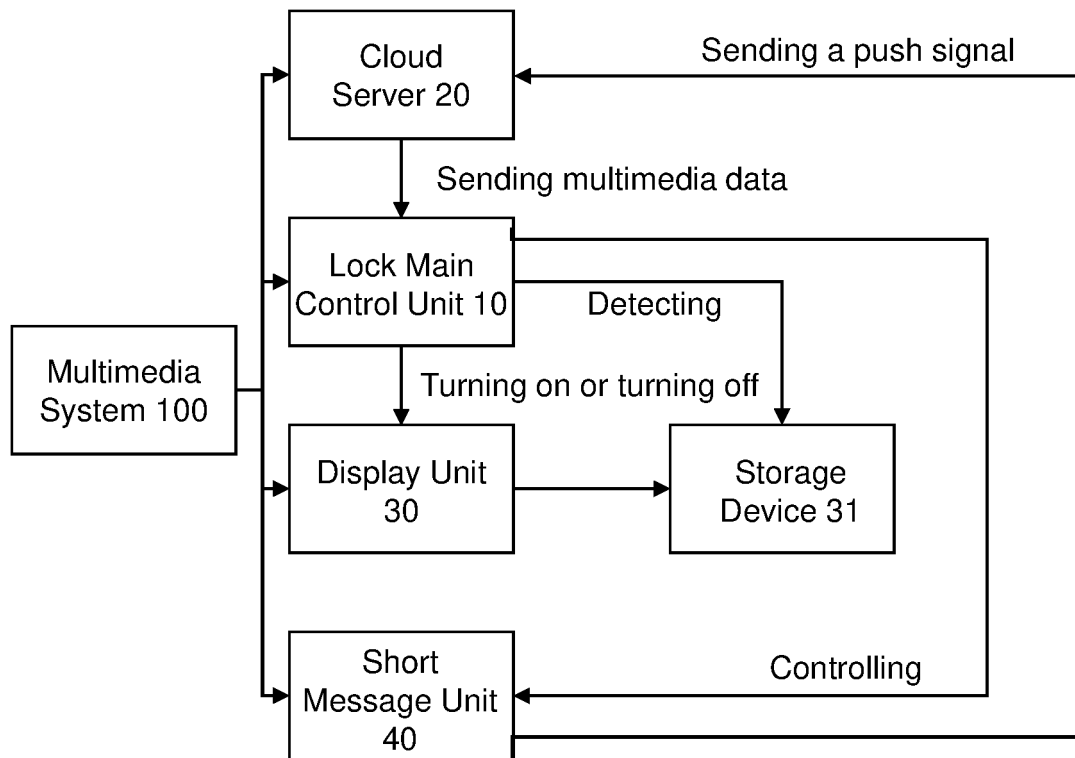 Cloud
Server 20
Sending a push signal
Sending multimedia data
Lock Main
Control Unit 10
Detecting
Multimedia
System 100
Turning on or turning off
Display Unit
30
Storage
Device 31
Short
Message Unit
40
Controlling